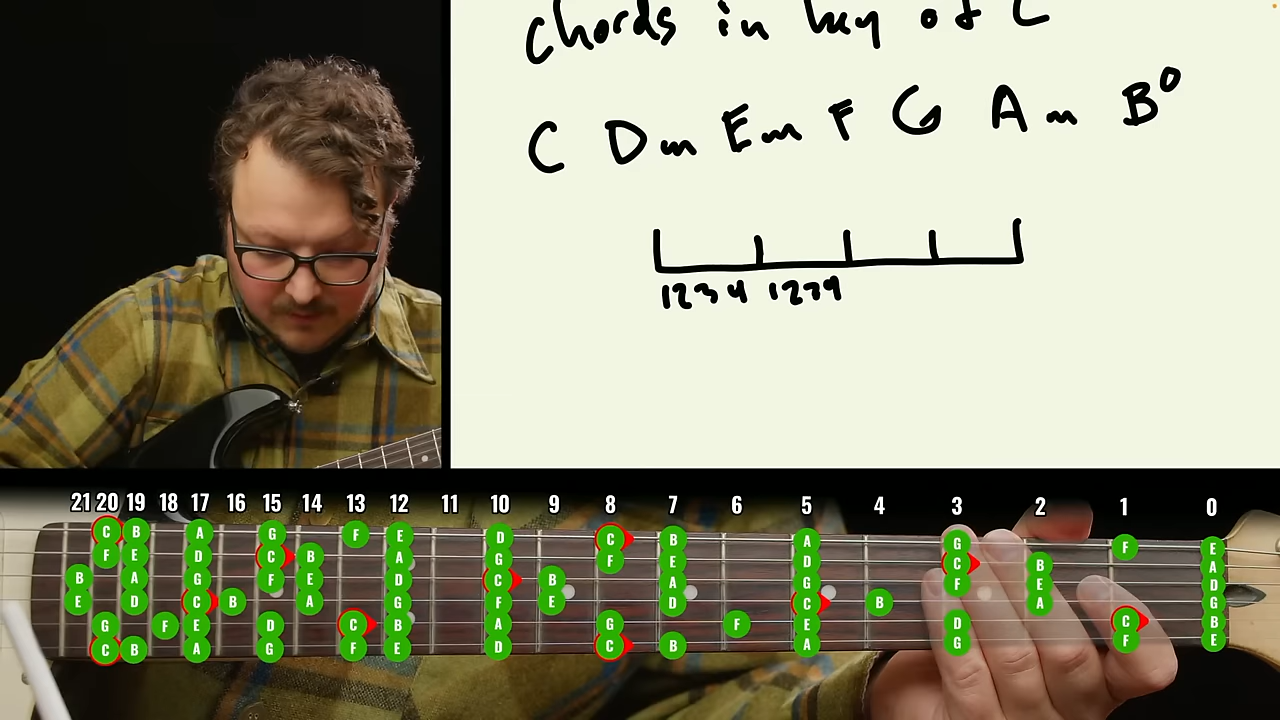 chords in key of C
C Dm Em F G Am B°
1234 1234
21 20 19 18 17 16 15 14 13 12 11 10 9 8 7 6 5 4 3 2 1 0
C B A G F E D C B A G F E
F E D C B G F E D C B A
B A G F E D C B A G F E D
E D C B A G E D C B A G
G F E D C B A G F E D C B
C B A G F E D C B A G F E